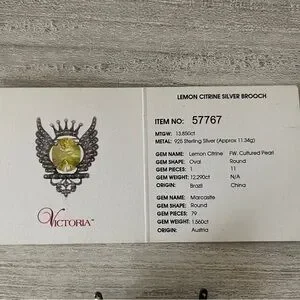 LEMON CITRINE SILVER BROOCH
ITEM NO: 57767
MTGW: 13.850ct
METAL: 925 Sterling Silver (Approx 11.34g)
GEM NAME: Lemon Citrine FW. Cultured Pearl
GEM SHAPE: Oval Round
GEM PIECES: 1 11
GEM WEIGHT: 12.290ct N/A
ORIGIN: Brazil China
GEM NAME: Marcasite
GEM SHAPE: Round
GEM PIECES: 79
GEM WEIGHT: 1.560ct
ORIGIN: Austria
VICTORIA™